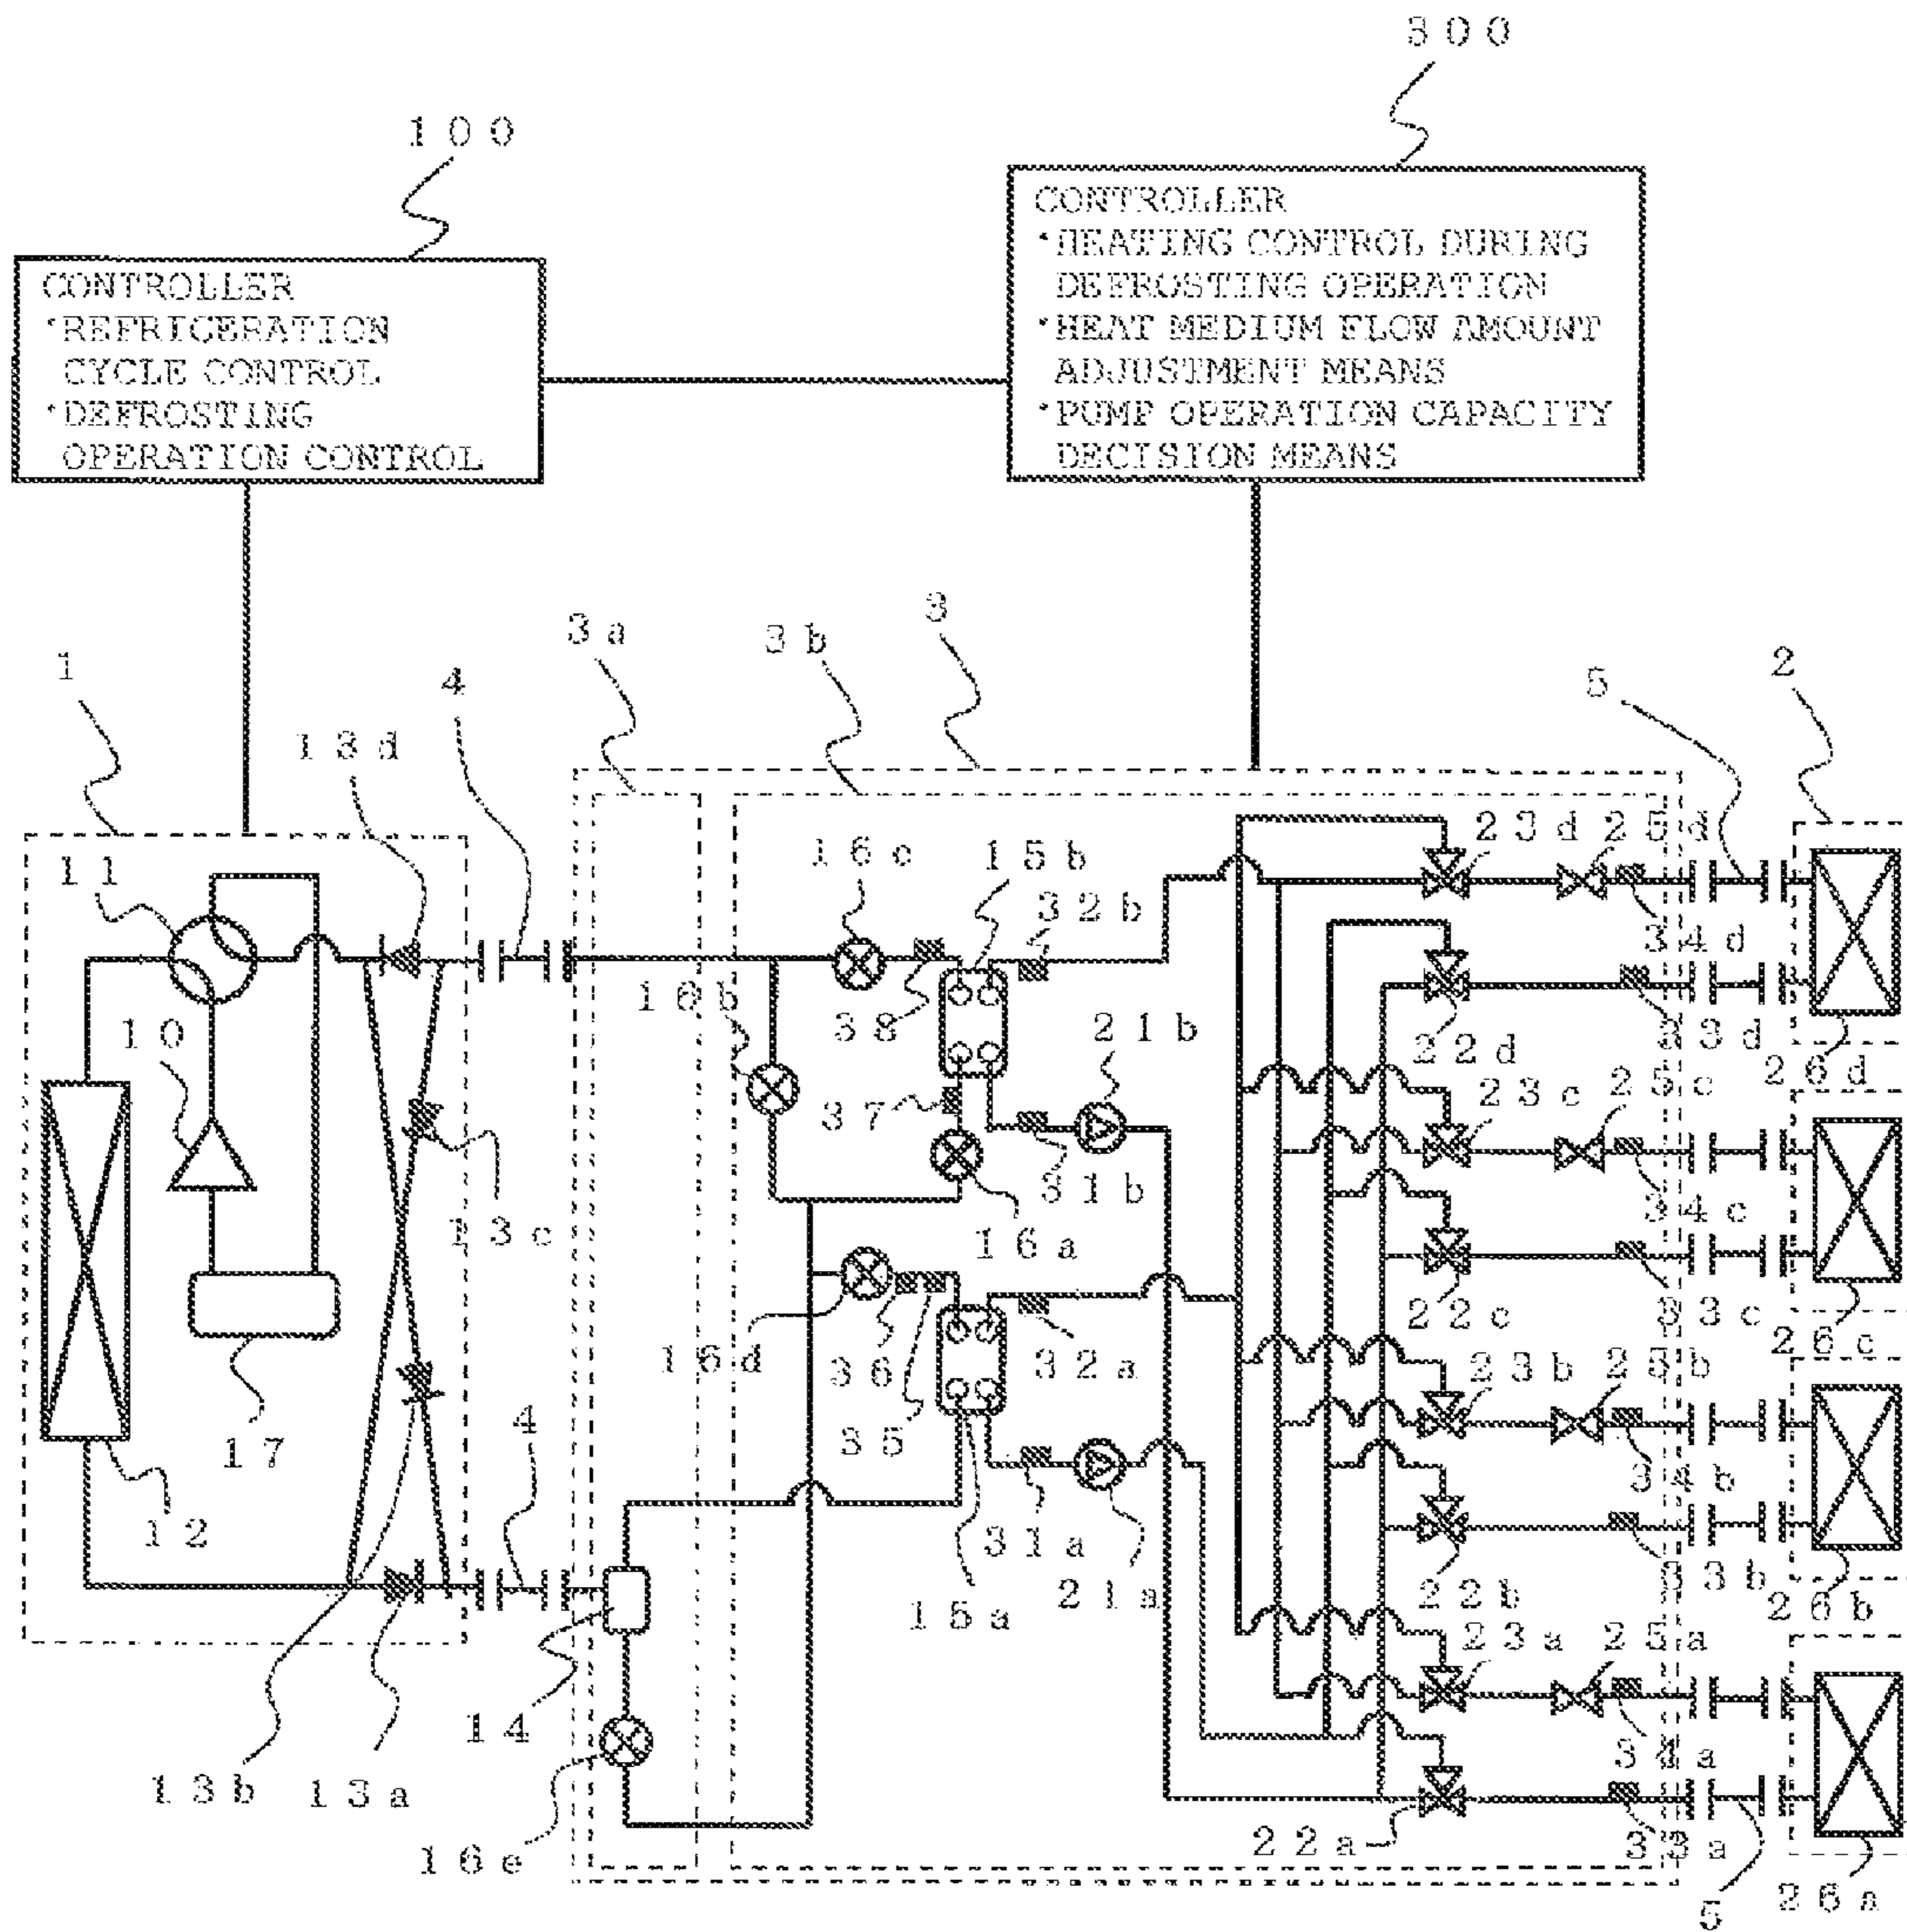 300
100
CONTROLLER
·REFRIGERATION
CYCLE CONTROL
·DEFROSTING
OPERATION CONTROL
CONTROLLER
·HEATING CONTROL DURING
DEFROSTING OPERATION
·HEAT MEDIUM FLOW AMOUNT
ADJUSTMENT MEANS
·PUMP OPERATION CAPACITY
DECISION MEANS
1
13d
4
3a
3b
3
5
2
11
16c
15b
23d
25d
32b
34d
10
16b
38
21b
22d
33d
26d
37
23c
25c
13c
31b
34c
16a
22c
33c
26c
16d
36
32a
23b
25b
17
35
34b
4
12
31a
33b
15a
21a
22b
26b
23a
25a
14
34a
13b
13a
22a
33a
16e
5
26a